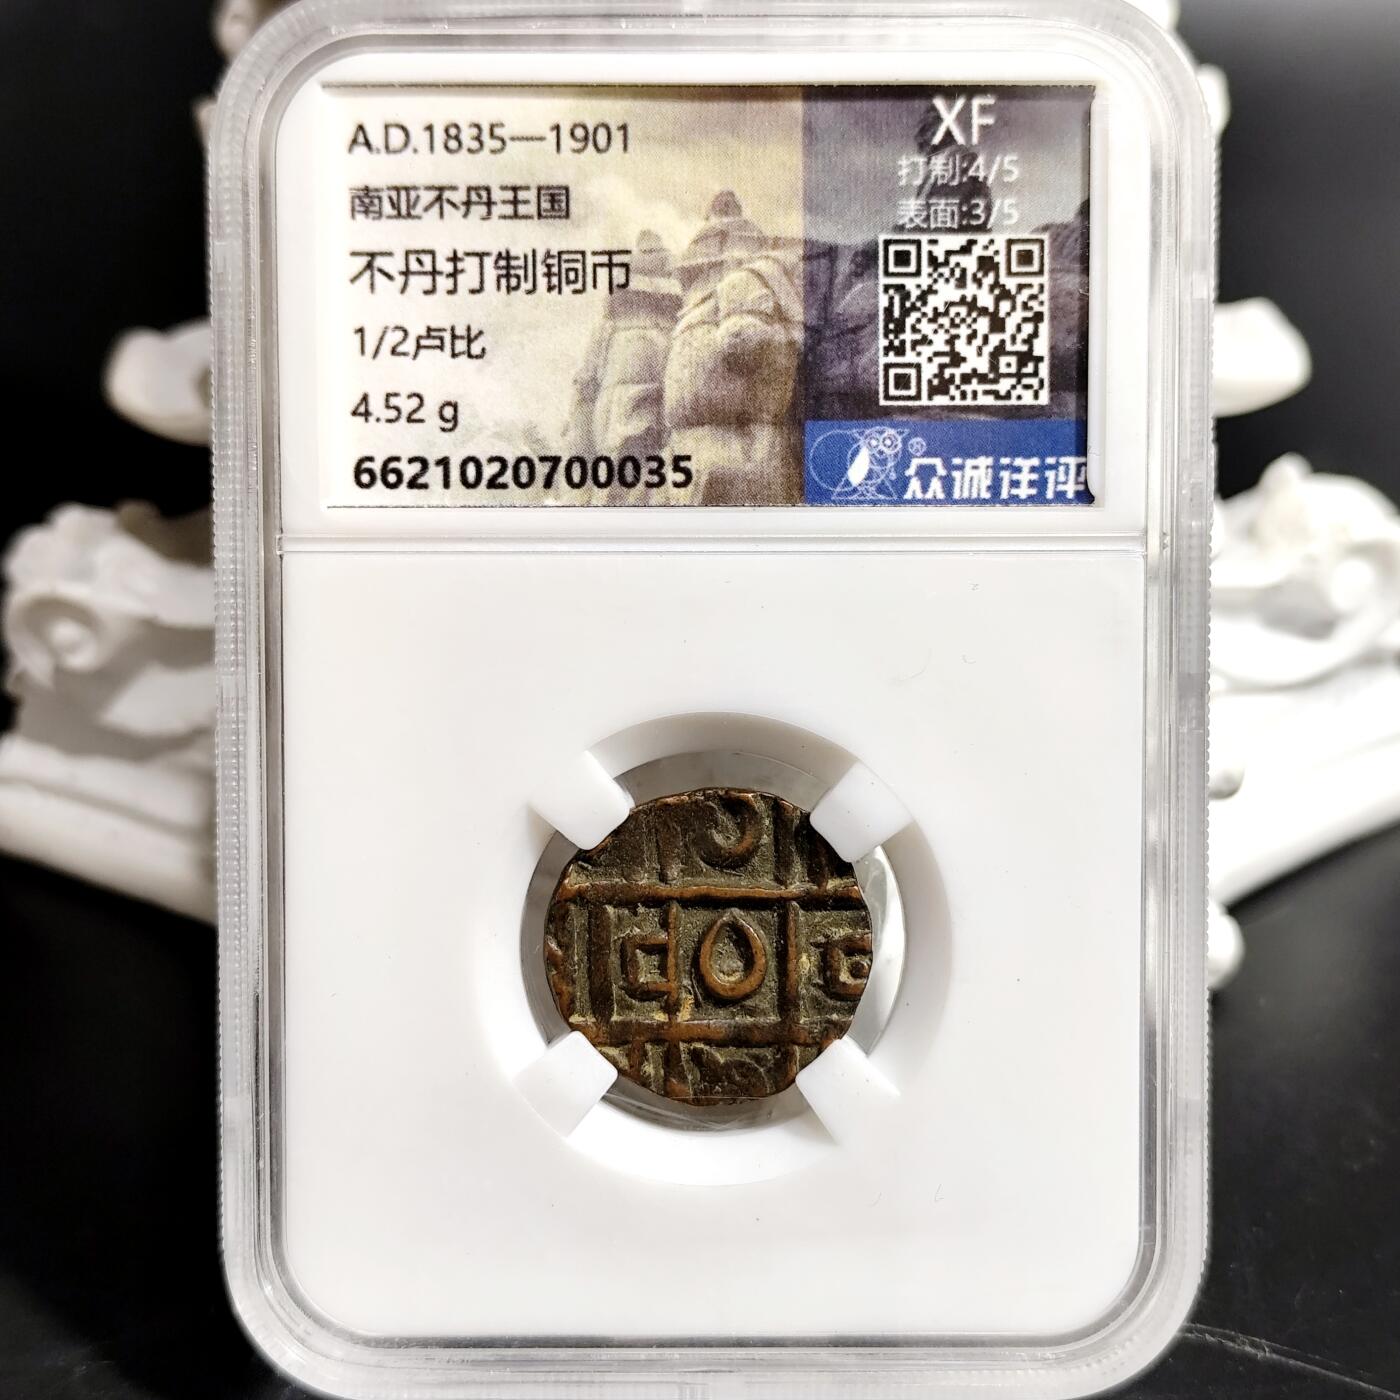 A.D.1835—1901
南亚不丹王国
不丹打制铜币
1/2卢比
4.52 g
6621020700035
XF
打制:4/5
表面:3/5
众诚洋评